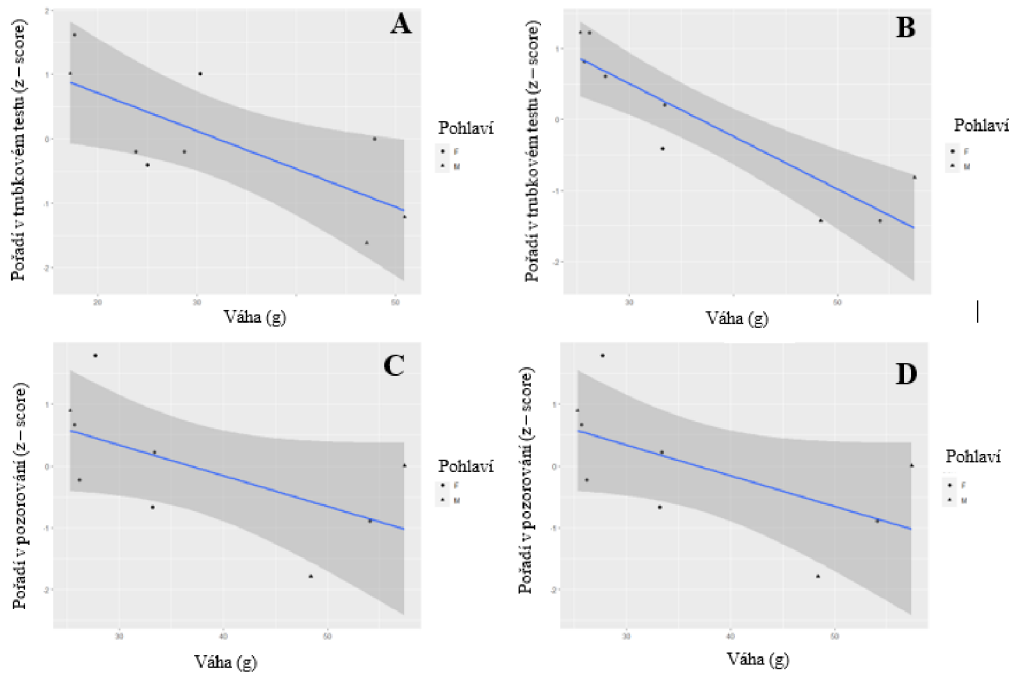 A
Pořadí v trubkovém testu (z – score)
2
1
0
-1
-2
20
30
50
Váha (g)
Pohlaví
F
M
B
Pořadí v trubkovém testu (z – score)
1
0
-1
-2
30
50
Váha (g)
Pohlaví
F
M
C
Pořadí v pozorování (z – score)
1
0
-1
-2
30
40
50
Váha (g)
Pohlaví
F
M
D
Pořadí v pozorování (z – score)
1
0
-1
-2
30
40
50
Váha (g)
Pohlaví
F
M